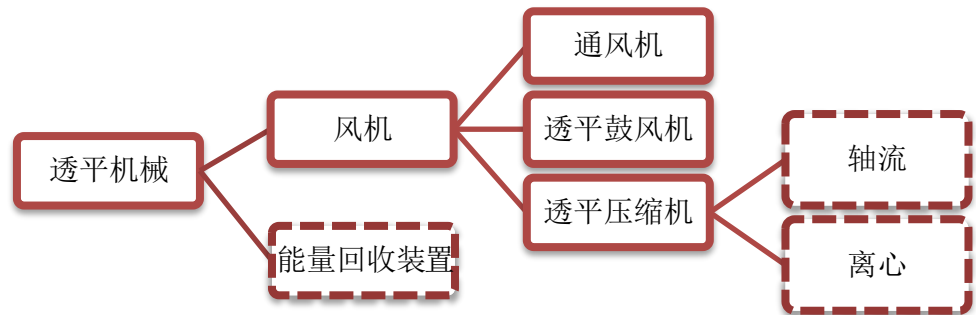 透平机械
风机
能量回收装置
通风机
透平鼓风机
透平压缩机
轴流
离心